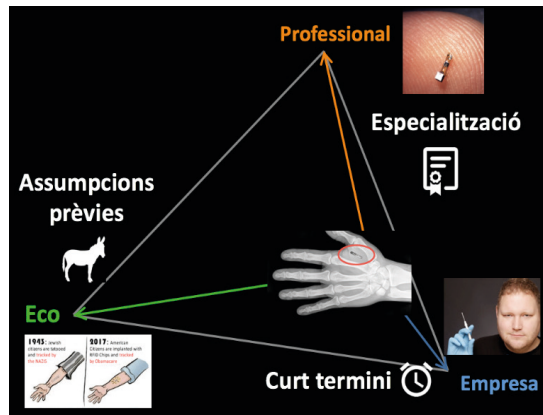 Professional
Especialització
Assumpcions
prèvies
Eco
1943: Jewish
citizens are tattooed
and tracked by
the NAZIS
2017: American
Citizens are implanted with
RFID Chips and tracked
by Obamacare
Curt termini
Empresa